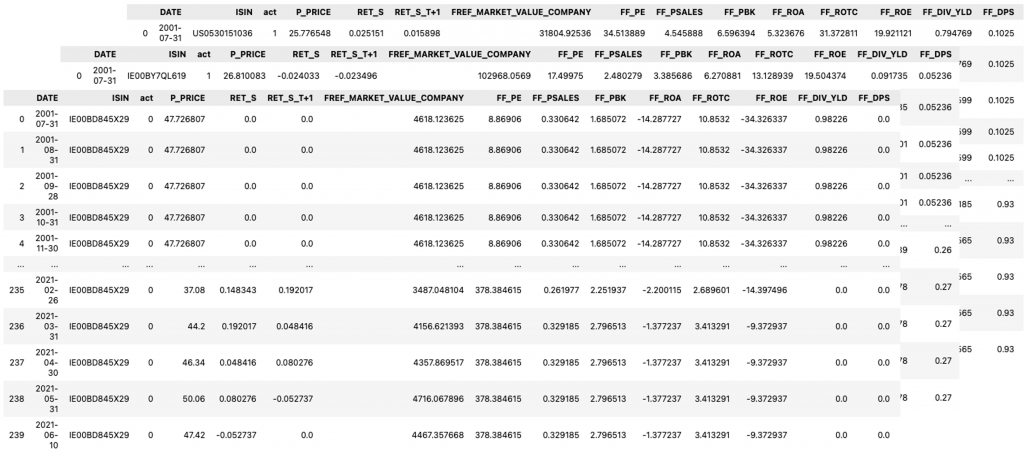 DATE ISIN act P_PRICE RET_S RET_S_T+1 FREF_MARKET_VALUE_COMPANY FF_PE FF_PSALES FF_PBK FF_ROA FF_ROTC FF_ROE FF_DIV_YLD FF_DPS
0 2001-07-31 US0530151036 1 25.776548 0.025151 0.015898 31804.92536 34.513889 4.545888 6.596394 5.323676 31.372811 19.921121 0.794769 0.1025
DATE ISIN act P_PRICE RET_S RET_S_T+1 FREF_MARKET_VALUE_COMPANY FF_PE FF_PSALES FF_PBK FF_ROA FF_ROTC FF_ROE FF_DIV_YLD FF_DPS
769 0.1025
0 2001-07-31 IE00BY7QL619 1 26.810083 -0.024033 -0.023496 102968.0569 17.49975 2.480279 3.385686 6.270881 13.128939 19.504374 0.091735 0.05236
DATE ISIN act P_PRICE RET_S RET_S_T+1 FREF_MARKET_VALUE_COMPANY FF_PE FF_PSALES FF_PBK FF_ROA FF_ROTC FF_ROE FF_DIV_YLD FF_DPS
599 0.1025
35 0.05236
0 2001-07-31 IE00BD845X29 0 47.726807 0.0 0.0 4618.123625 8.86906 0.330642 1.685072 -14.287727 10.8532 -34.326337 0.98226 0.0
599 0.1025
1 2001-08-31 IE00BD845X29 0 47.726807 0.0 0.0 4618.123625 8.86906 0.330642 1.685072 -14.287727 10.8532 -34.326337 0.98226 0.0
01 0.05236
599 0.1025
2 2001-09-28 IE00BD845X29 0 47.726807 0.0 0.0 4618.123625 8.86906 0.330642 1.685072 -14.287727 10.8532 -34.326337 0.98226 0.0
01 0.05236
... ...
3 2001-10-31 IE00BD845X29 0 47.726807 0.0 0.0 4618.123625 8.86906 0.330642 1.685072 -14.287727 10.8532 -34.326337 0.98226 0.0
01 0.05236
185 0.93
... ...
4 2001-11-30 IE00BD845X29 0 47.726807 0.0 0.0 4618.123625 8.86906 0.330642 1.685072 -14.287727 10.8532 -34.326337 0.98226 0.0
39 0.26
565 0.93
... ... ... ... ... ... ... ... ... ... ... ... ... ... ... ...
235 2021-02-26 IE00BD845X29 0 37.08 0.148343 0.192017 3487.048104 378.384615 0.261977 2.251937 -2.200115 2.689601 -14.397496 0.0 0.0
78 0.27
565 0.93
236 2021-03-31 IE00BD845X29 0 44.2 0.192017 0.048416 4156.621393 378.384615 0.329185 2.796513 -1.377237 3.413291 -9.372929 0.0 0.0
78 0.27
565 0.93
237 2021-04-30 IE00BD845X29 0 46.34 0.048416 0.080276 4357.869517 378.384615 0.329185 2.796513 -1.377237 3.413291 -9.372929 0.0 0.0
78 0.27
565 0.93
238 2021-05-31 IE00BD845X29 0 50.06 0.080276 -0.052737 4716.067896 378.384615 0.329185 2.796513 -1.377237 3.413291 -9.372929 0.0 0.0
78 0.27
239 2021-06-10 IE00BD845X29 0 47.42 -0.052737 0.0 4467.357668 378.384615 0.329185 2.796513 -1.377237 3.413291 -9.372929 0.0 0.0